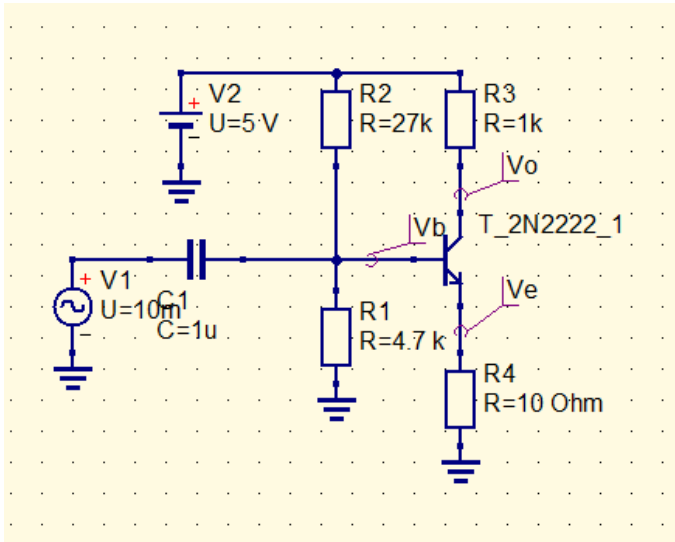 +
V2
U=5 V
−
R2
R=27k
R3
R=1k
Vo
Vb
T_2N2222_1
+
V1
U=10m
−
C1
C=1u
R1
R=4.7 k
Ve
R4
R=10 Ohm